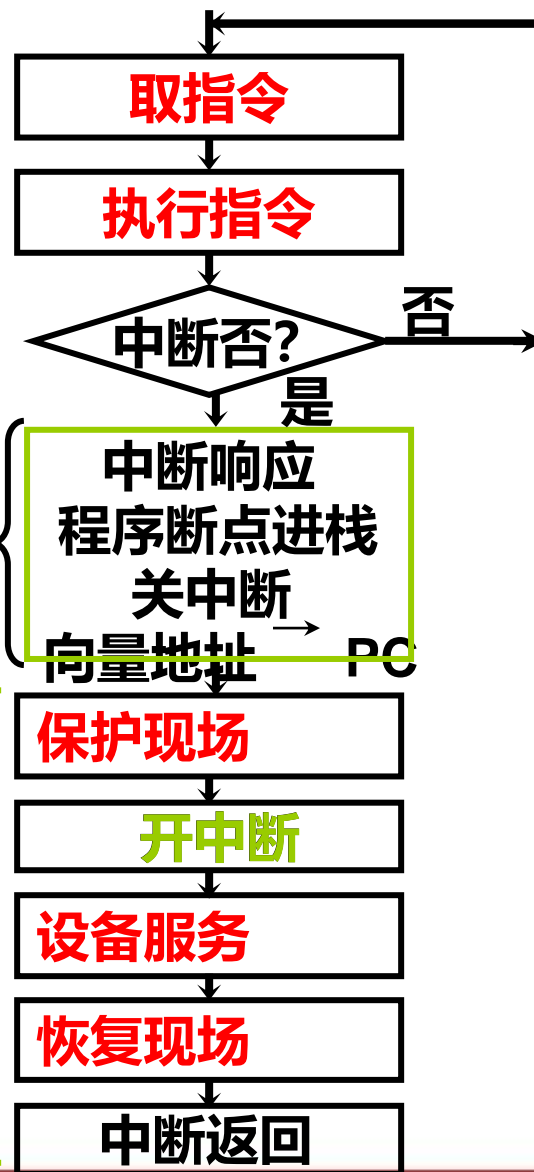 取指令
执行指令
中断否?
否
是
中断响应
程序断点进栈
关中断
向量地址 → PC
保护现场
开中断
设备服务
恢复现场
中断返回